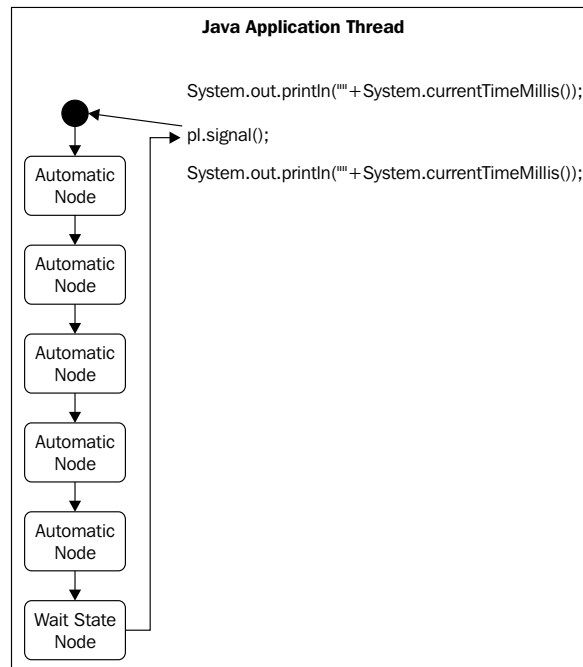 Java Application Thread
System.out.println(""+System.currentTimeMillis());
pl.signal();
System.out.println(""+System.currentTimeMillis());
Automatic
Node
Automatic
Node
Automatic
Node
Automatic
Node
Automatic
Node
Wait State
Node